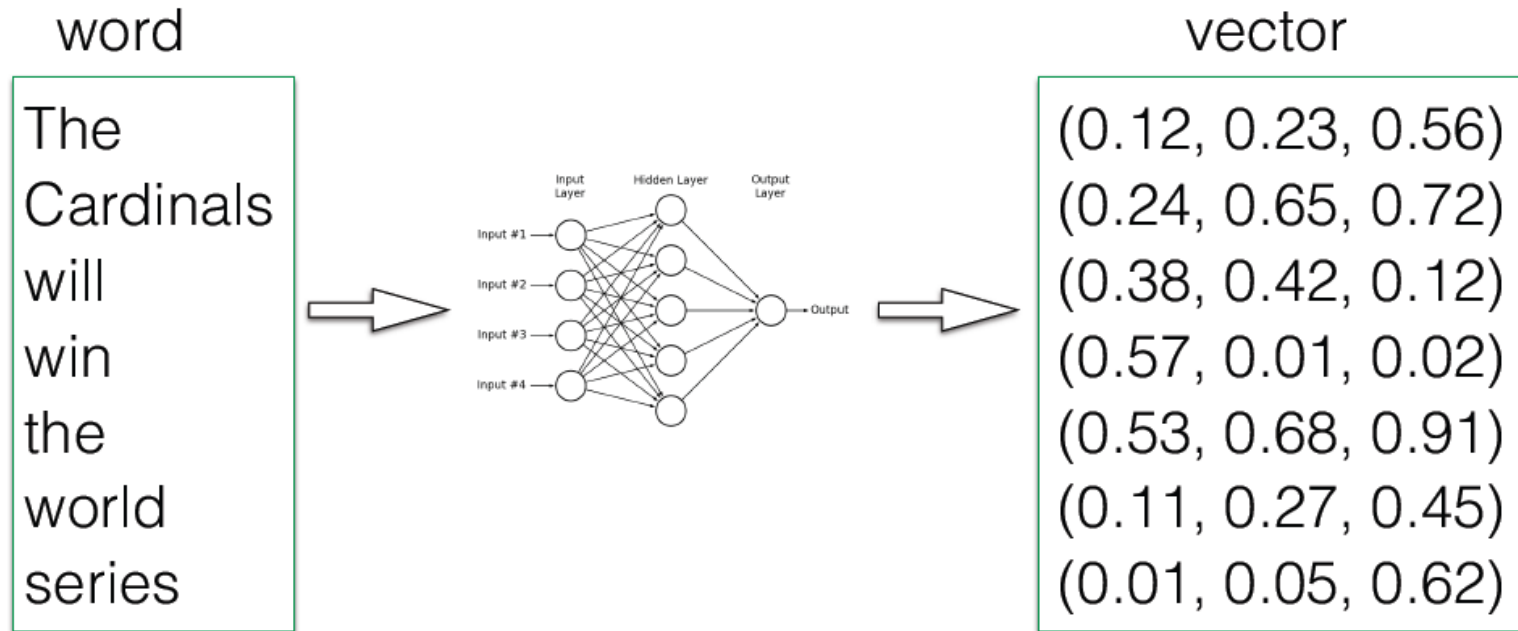 word
The
Cardinals
will
win
the
world
series
Input
Layer
Hidden Layer
Output
Layer
Input #1
Input #2
Input #3
Input #4
Output
vector
(0.12, 0.23, 0.56)
(0.24, 0.65, 0.72)
(0.38, 0.42, 0.12)
(0.57, 0.01, 0.02)
(0.53, 0.68, 0.91)
(0.11, 0.27, 0.45)
(0.01, 0.05, 0.62)